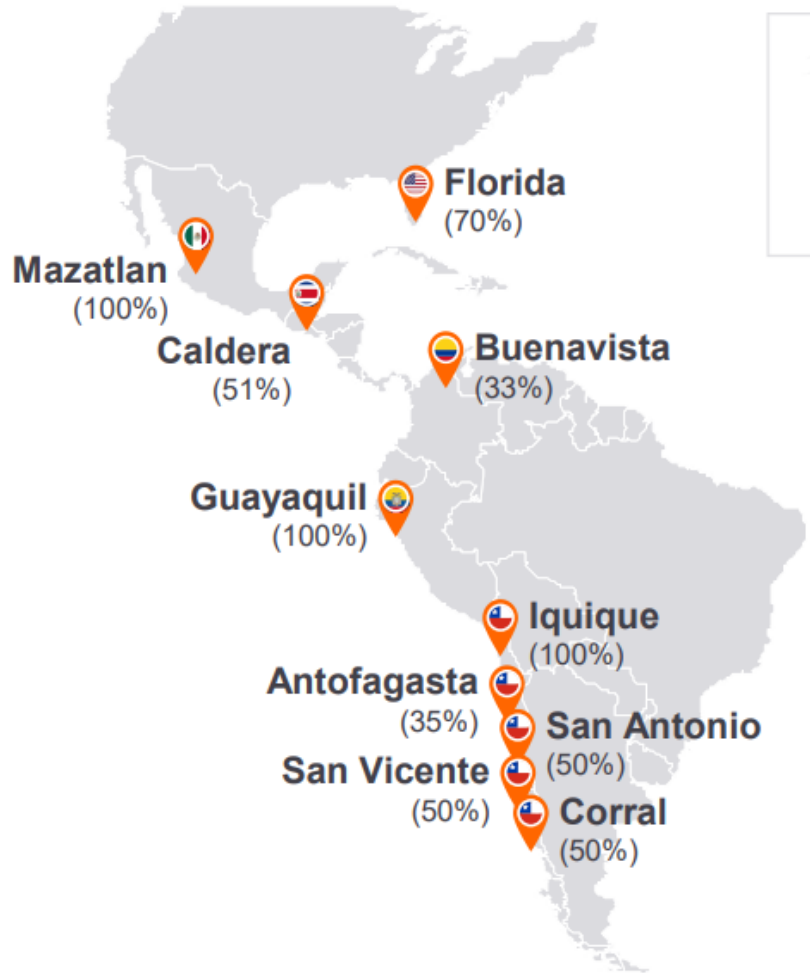 Florida
(70%)
Mazatlan
(100%)
Caldera
(51%)
Buenavista
(33%)
Guayaquil
(100%)
Iquique
(100%)
Antofagasta
(35%)
San Antonio
(50%)
San Vicente
(50%)
Corral
(50%)